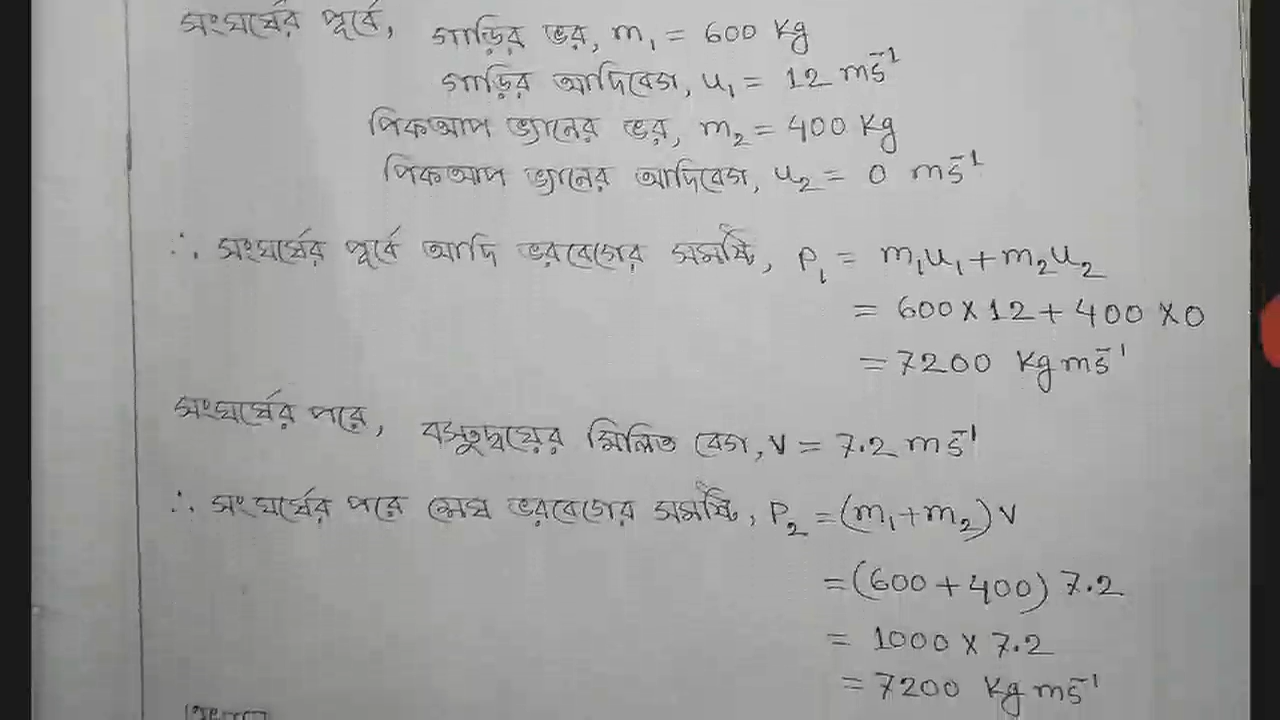 সংঘর্ষের পূর্বে, গাড়ির ভর, m₁ = 600 Kg
গাড়ির আদিবেগ, u₁ = 12 ms⁻¹
পিকআপ ভ্যানের ভর, m₂ = 400 Kg
পিকআপ ভ্যানের আদিবেগ, u₂ = 0 ms⁻¹
∴ সংঘর্ষের পূর্বে আদি ভরবেগের সমষ্টি, P₁ = m₁u₁ + m₂u₂
= 600 × 12 + 400 × 0
= 7200 Kg ms⁻¹
সংঘর্ষের পরে, বস্তুদ্বয়ের মিলিত বেগ, v = 7.2 ms⁻¹
∴ সংঘর্ষের পরে শেষ ভরবেগের সমষ্টি, P₂ = (m₁ + m₂) v
= (600 + 400) 7.2
= 1000 × 7.2
= 7200 Kg ms⁻¹